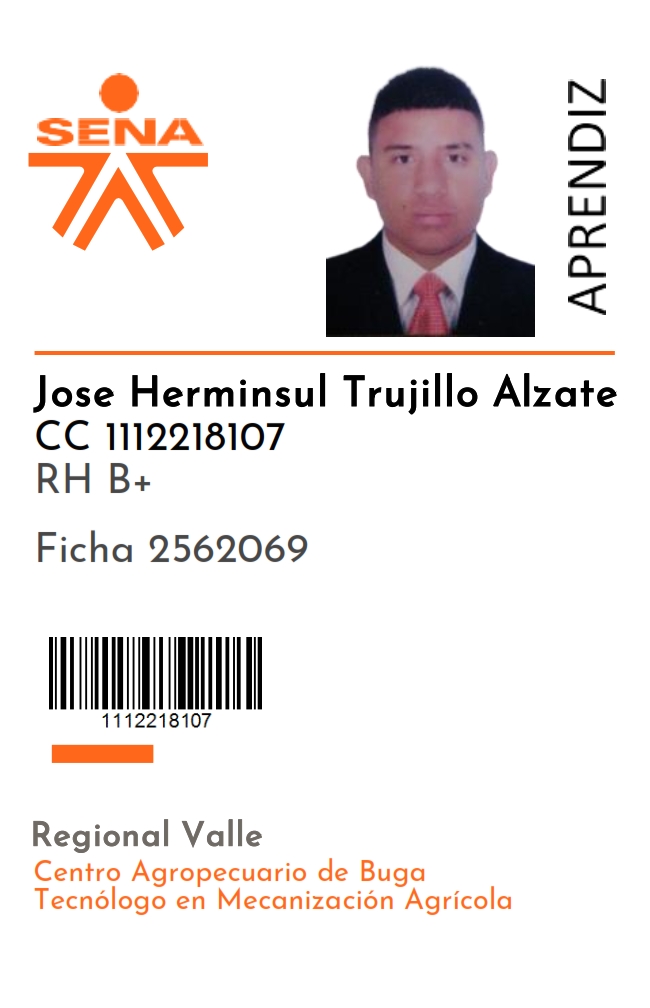 SENA
APRENDIZ
Jose Herminsul Trujillo Alzate
CC 1112218107
RH B+
Ficha 2562069
1112218107
Regional Valle
Centro Agropecuario de Buga
Tecnólogo en Mecanización Agrícola